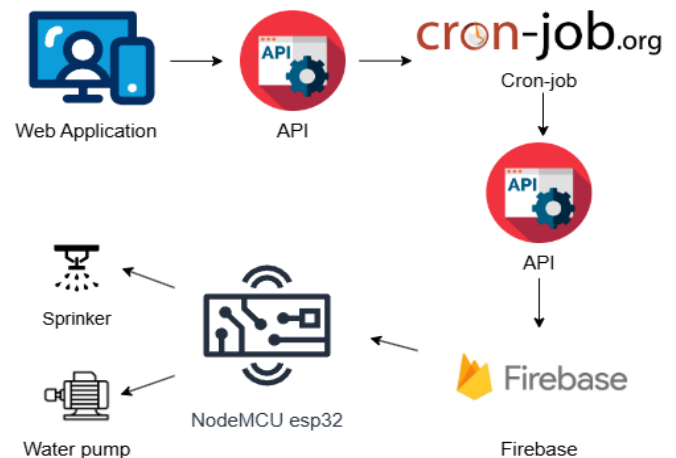 API
cron-job.org
Web Application
API
Cron-job
API
API
Sprinker
Firebase
NodeMCU esp32
Water pump
Firebase